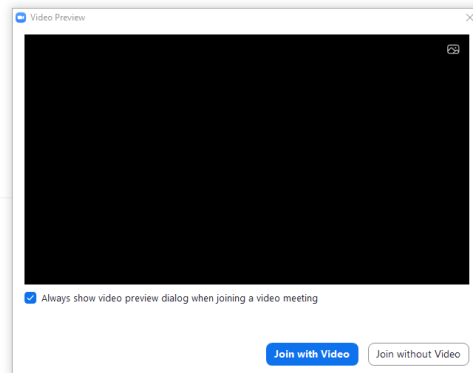 Video Preview
Always show video preview dialog when joining a video meeting
Join with Video
Join without Video